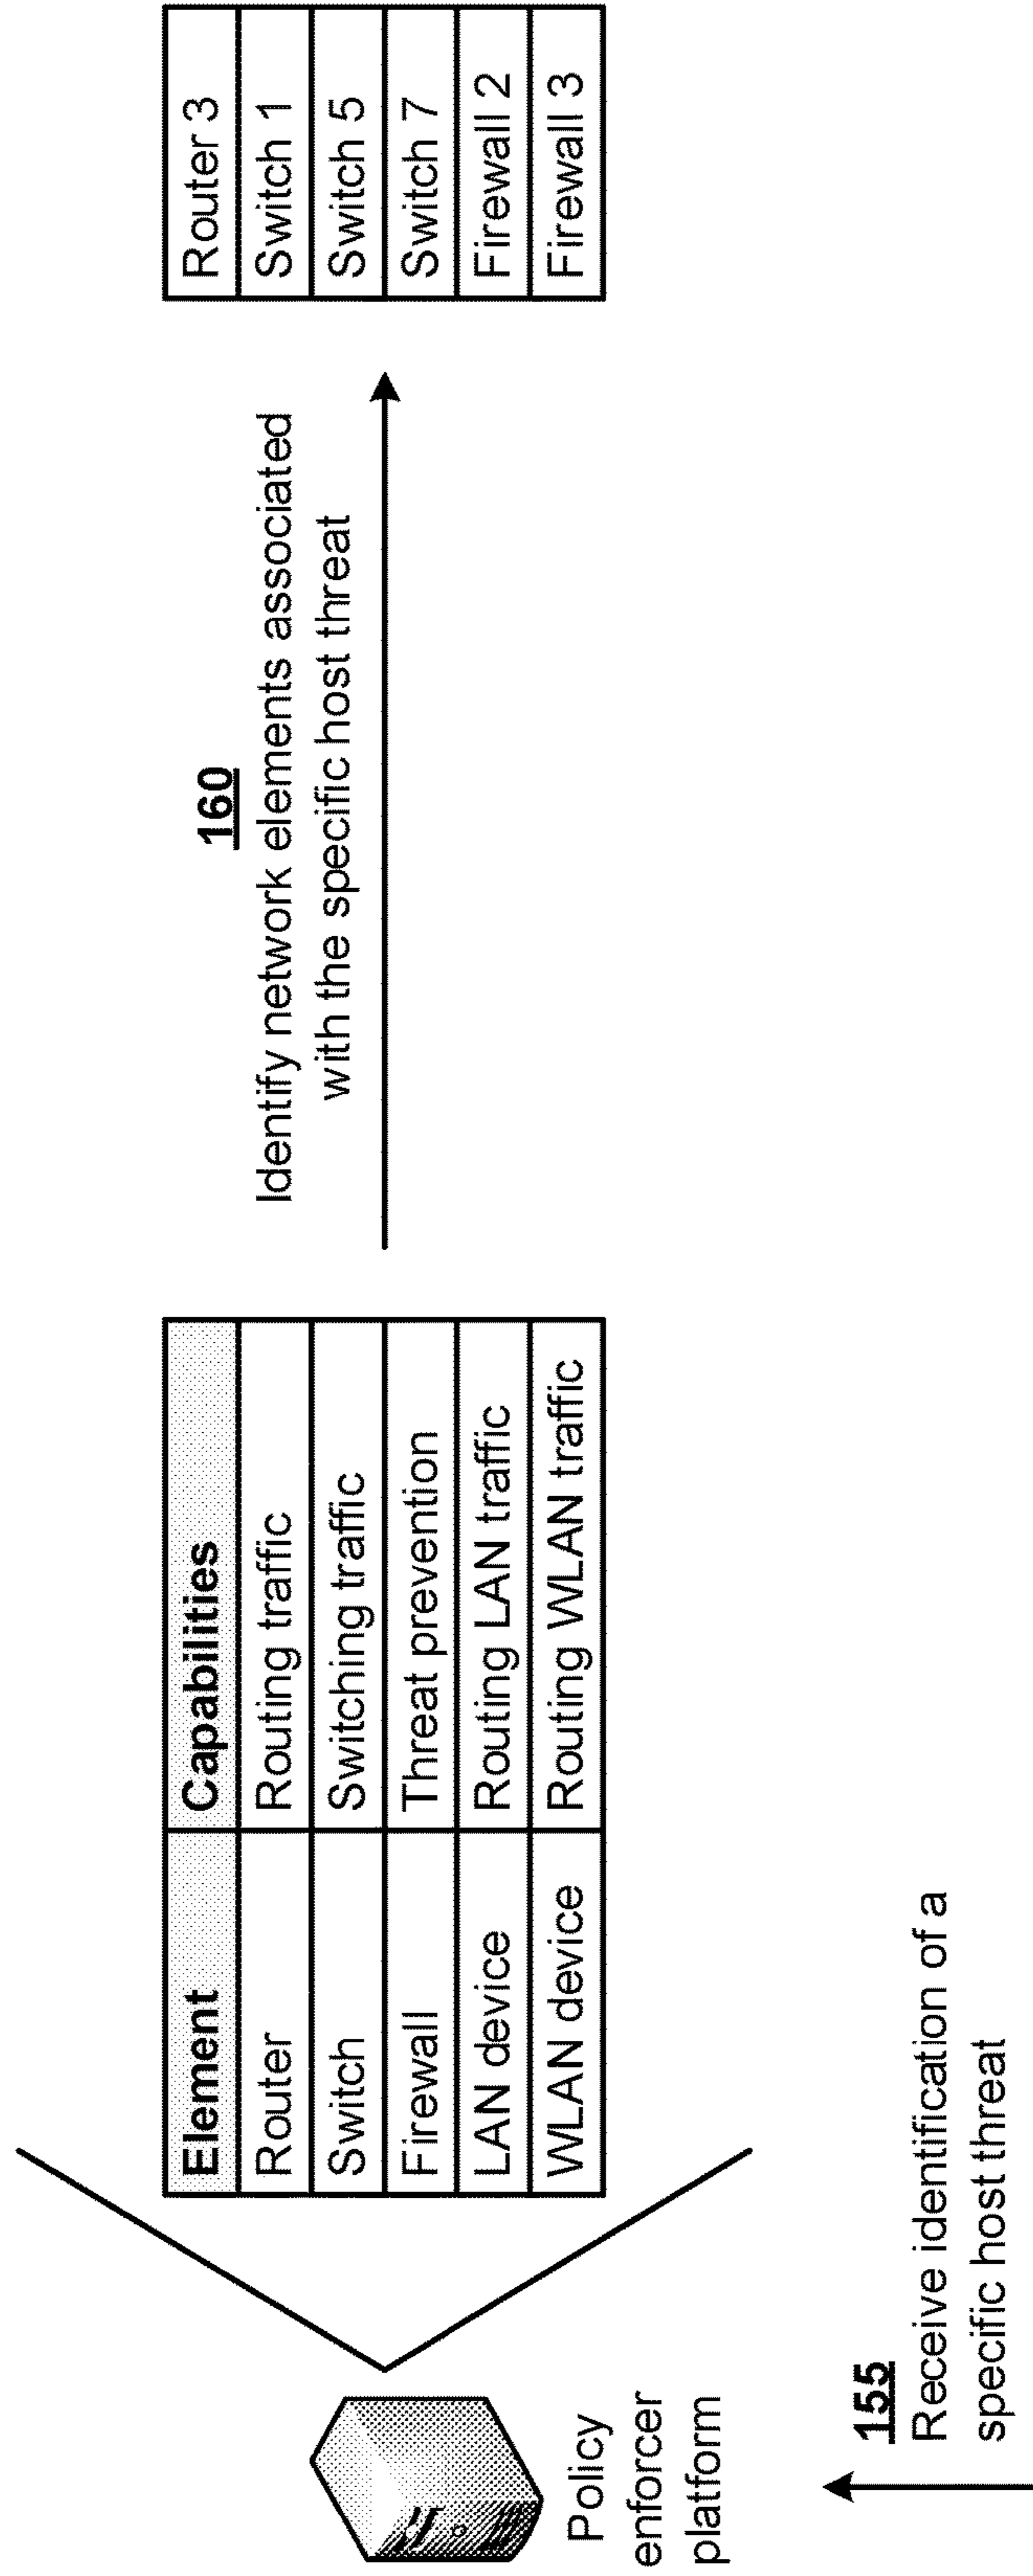 Policy
enforcer
platform
155
Receive identification of a
specific host threat
Element Capabilities
Router Routing traffic
Switch Switching traffic
Firewall Threat prevention
LAN device Routing LAN traffic
WLAN device Routing WLAN traffic
160
Identify network elements associated
with the specific host threat
Router 3
Switch 1
Switch 5
Switch 7
Firewall 2
Firewall 3